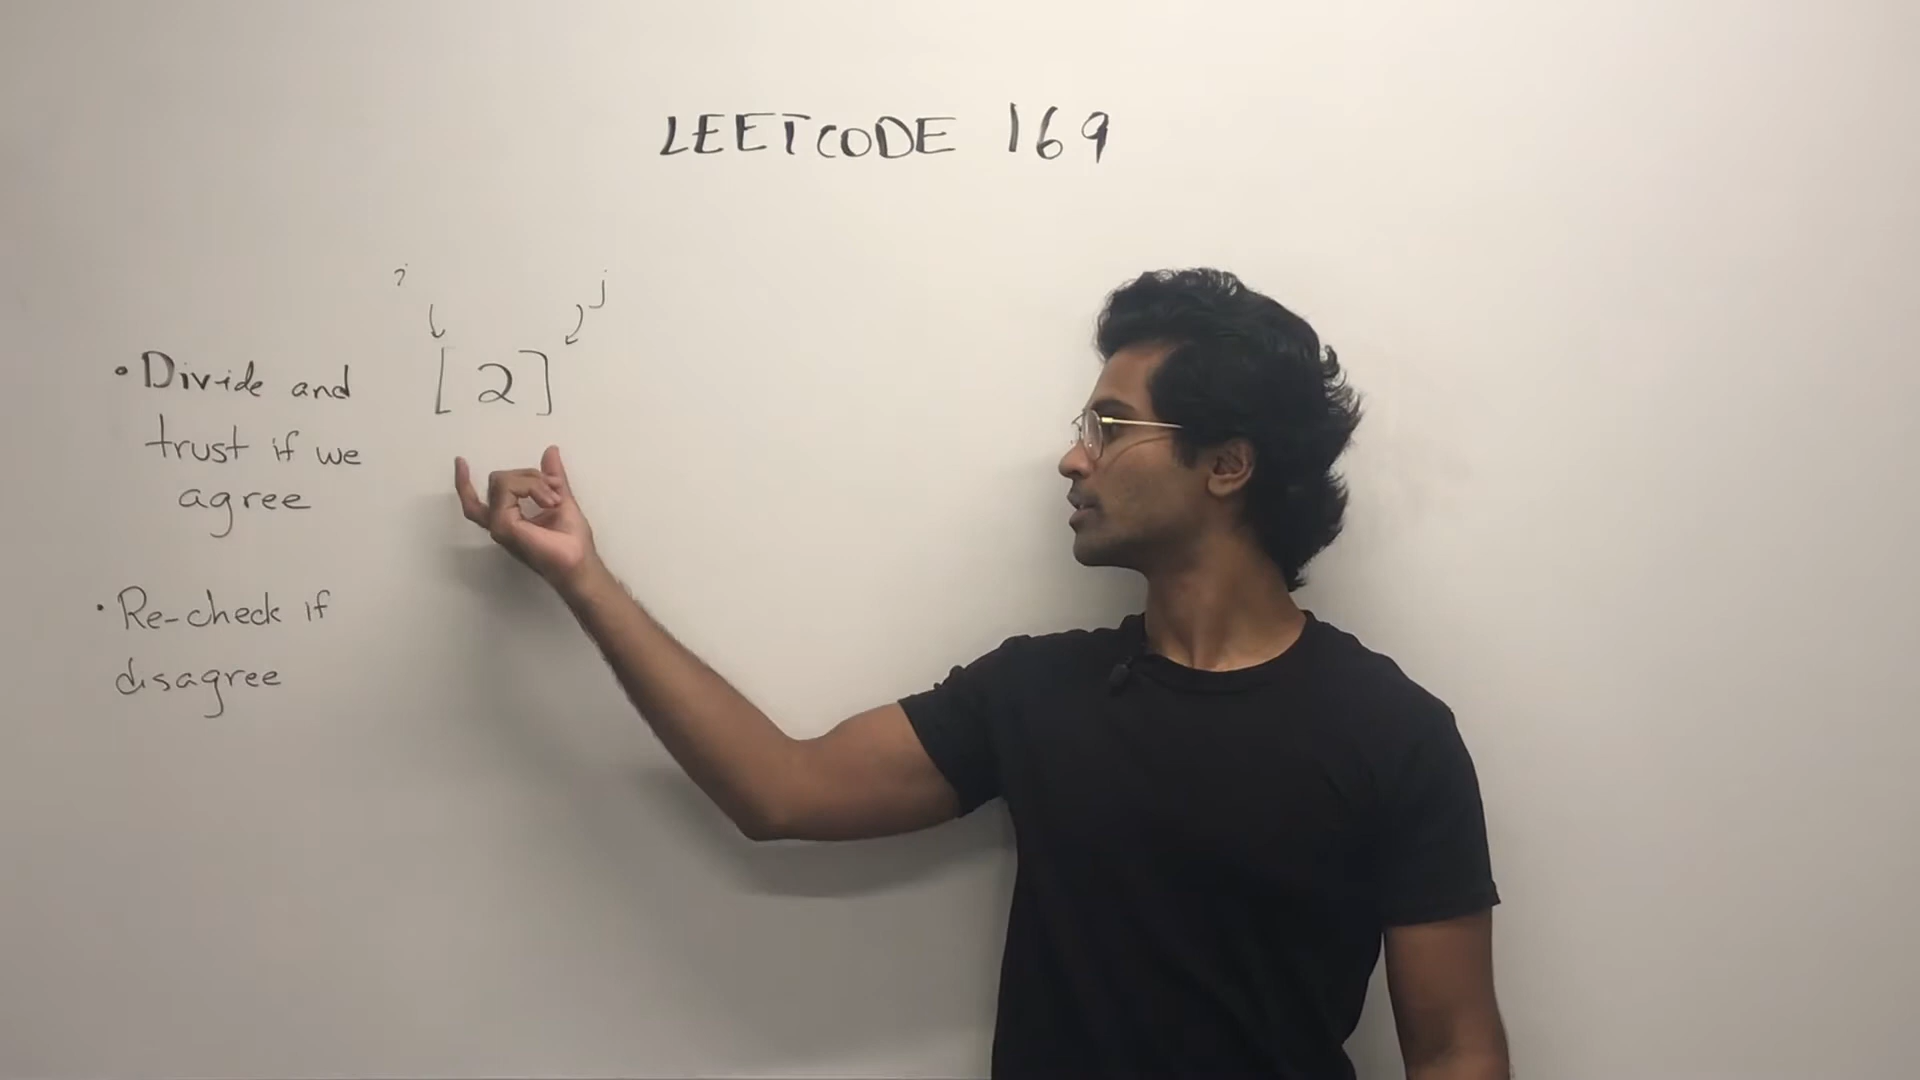 LEETCODE 169
i
j
[ 2 ]
• Divide and
trust if we
agree
• Re-check if
disagree